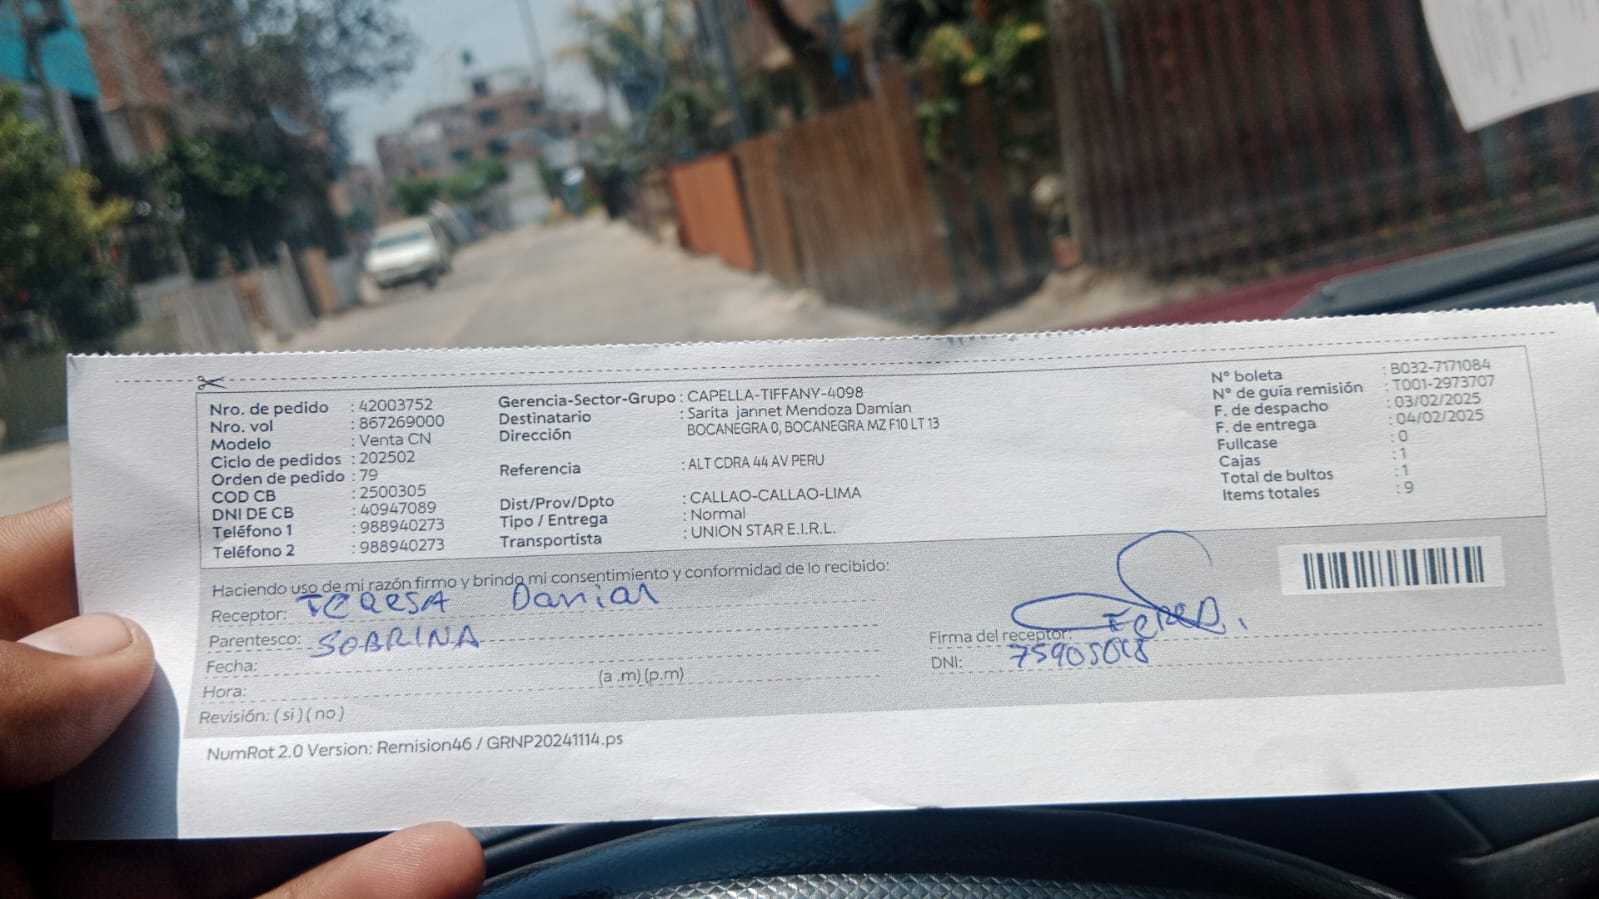 Nro. de pedido : 42003752
Nro. vol : 867269000
Modelo : Venta CN
Ciclo de pedidos : 202502
Orden de pedido : 79
COD CB : 2500305
DNI DE CB : 40947089
Teléfono 1 : 988940273
Teléfono 2 : 988940273
Gerencia-Sector-Grupo : CAPELLA-TIFFANY-4098
Destinatario : Sarita jannet Mendoza Damían
Dirección BOCANEGRA 0, BOCANEGRA MZ F10 LT 13
Referencia : ALT CDRA 44 AV PERU
Dist/Prov/Dpto : CALLAO-CALLAO-LIMA
Tipo / Entrega : Normal
Transportista : UNION STAR E.I.R.L.
N° boleta : B032-7171084
N° de guía remisión : T001-2973707
F. de despacho : 03/02/2025
F. de entrega : 04/02/2025
Fullcase : 0
Cajas : 1
Total de bultos : 1
Items totales : 9
Haciendo uso de mi razón firmo y brindo mi consentimiento y conformidad de lo recibido:
Receptor: TERESA Damian
Parentesco: SOBRINA
Fecha:
Hora: (a .m) (p.m)
Revisión: ( si ) ( no )
Firma del receptor:
DNI:
NumRot 2.0 Version: Remision46 / GRNP20241114.ps